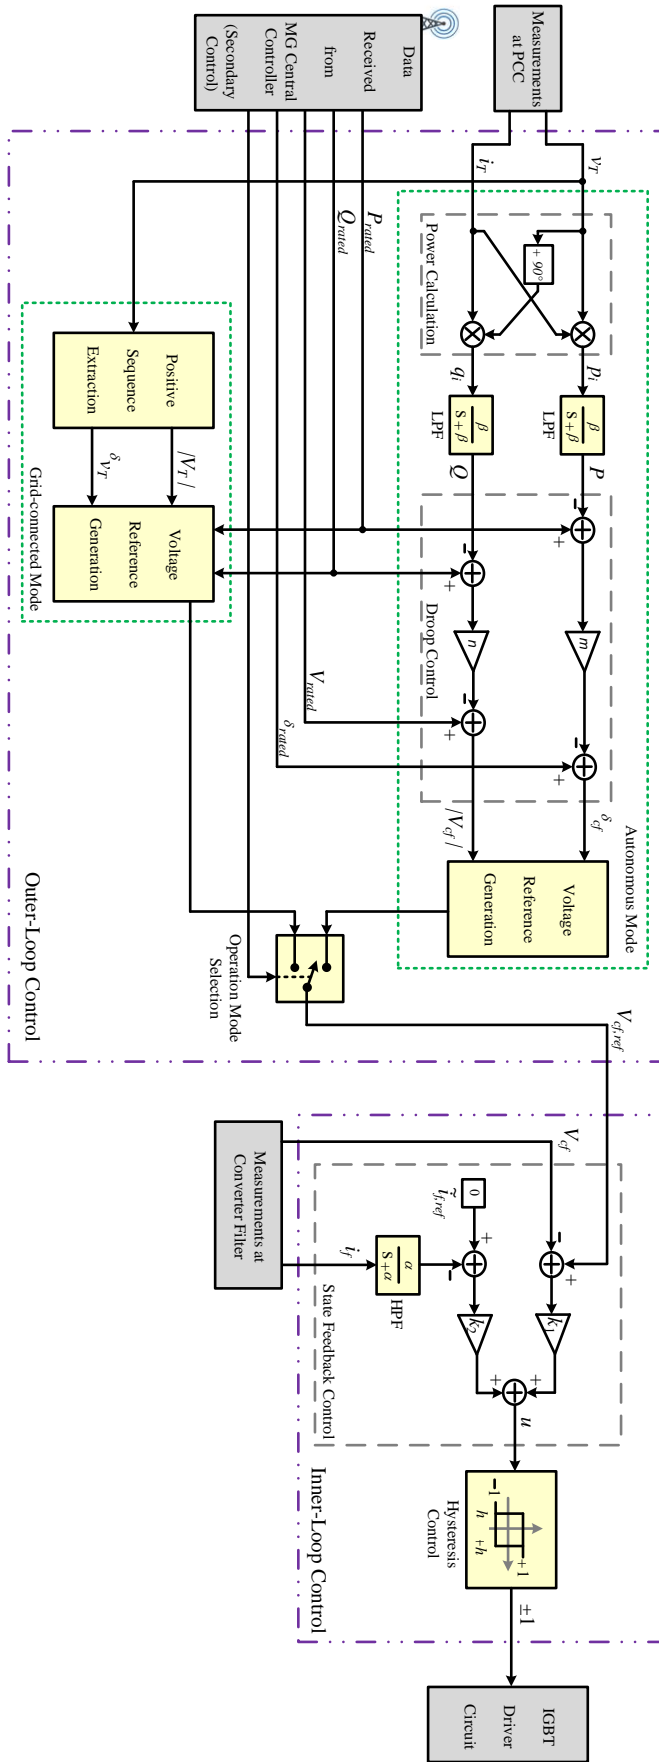 Measurements
at PCC
Data
Received
from
MG Central
Controller
(Secondary
Control)
v_T
i_T
P_rated
Q_rated
V_rated
δ_rated
+ 90°
Power Calculation
p_i
q_i
β
s + β
LPF
β
s + β
LPF
P
Q
−
+
−
+
m
n
−
+
−
+
Droop Control
δ_cf
|V_cf|
Autonomous Mode
Voltage
Reference
Generation
Positive
Sequence
Extraction
|V_T|
δ_v_T
Voltage
Reference
Generation
Grid-connected Mode
Operation Mode
Selection
Outer-Loop Control
V_cf,ref
V_cf
Measurements at
Converter Filter
i_f
0
ĩ_f,ref
α
s+α
HPF
−
+
+
−
k_1
k_2
+
+
u
State Feedback Control
+1
−1
h
+h
Hysteresis
Control
±1
Inner-Loop Control
IGBT
Driver
Circuit